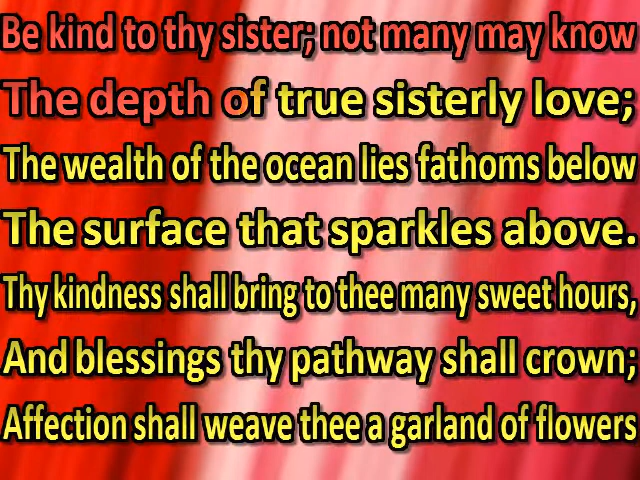 Be kind to thy sister; not many may know
The depth of true sisterly love;
The wealth of the ocean lies fathoms below
The surface that sparkles above.
Thy kindness shall bring to thee many sweet hours,
And blessings thy pathway shall crown;
Affection shall weave thee a garland of flowers